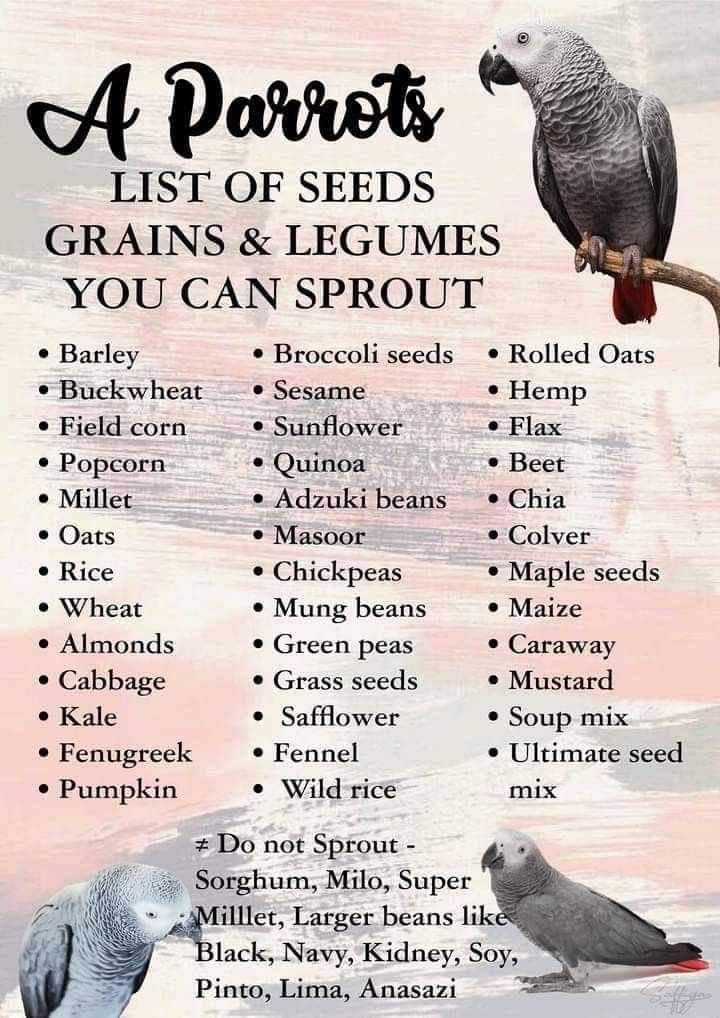 A Parrots
LIST OF SEEDS
GRAINS & LEGUMES
YOU CAN SPROUT
• Barley
• Buckwheat
• Field corn
• Popcorn
• Millet
• Oats
• Rice
• Wheat
• Almonds
• Cabbage
• Kale
• Fenugreek
• Pumpkin
• Broccoli seeds
• Sesame
• Sunflower
• Quinoa
• Adzuki beans
• Masoor
• Chickpeas
• Mung beans
• Green peas
• Grass seeds
• Safflower
• Fennel
• Wild rice
• Rolled Oats
• Hemp
• Flax
• Beet
• Chia
• Colver
• Maple seeds
• Maize
• Caraway
• Mustard
• Soup mix
• Ultimate seed
mix
≠ Do not Sprout -
Sorghum, Milo, Super
Milllet, Larger beans like
Black, Navy, Kidney, Soy,
Pinto, Lima, Anasazi